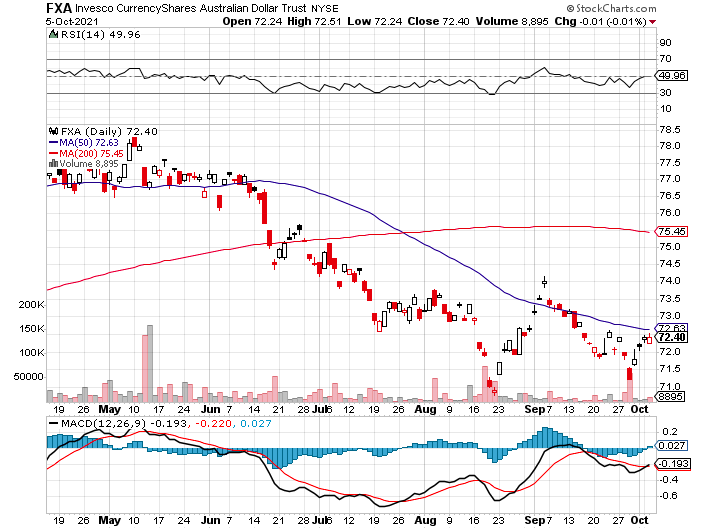 FXA Invesco CurrencyShares Australian Dollar Trust NYSE © StockCharts.com
5-Oct-2021 Open 72.24 High 72.51 Low 72.24 Close 72.40 Volume 8,895 Chg -0.01 (-0.01%)
RSI(14) 49.96
90
70
49.96
30
10
FXA (Daily) 72.40
MA(50) 72.63
MA(200) 75.45
Volume 8,895
78.5
78.0
77.5
77.0
76.5
76.0
75.45
75.0
74.5
74.0
73.5
73.0
72.63
72.40
72.0
71.5
71.0
8895
200K
150K
100K
50000
19 26 May 10 17 24 Jun 7 14 21 28 Jul 6 12 19 26 Aug 9 16 23 Sep 7 13 20 27 Oct
MACD(12,26,9) -0.193, -0.220, 0.027
0.2
0.027
-0.193
-0.4
-0.6
19 26 May 10 17 24 Jun 7 14 21 28 Jul 6 12 19 26 Aug 9 16 23 Sep 7 13 20 27 Oct